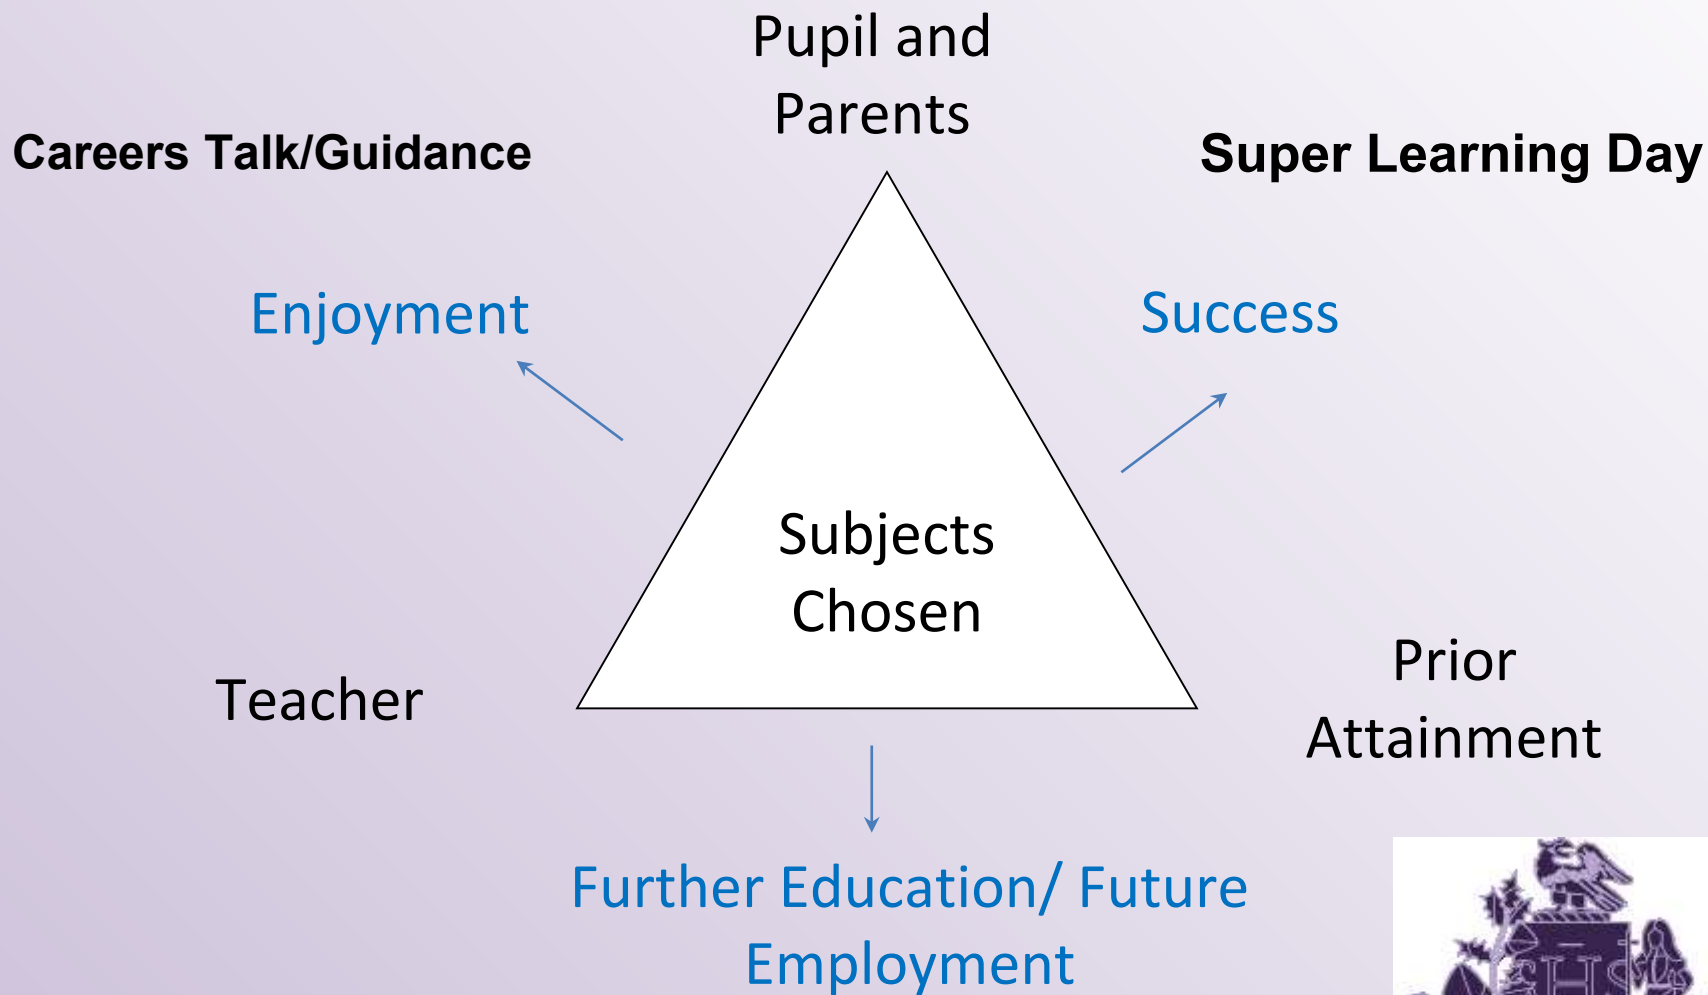 Pupil and
Parents
Careers Talk/Guidance
Super Learning Day
Enjoyment
Success
Subjects
Chosen
Teacher
Prior
Attainment
Further Education/ Future
Employment